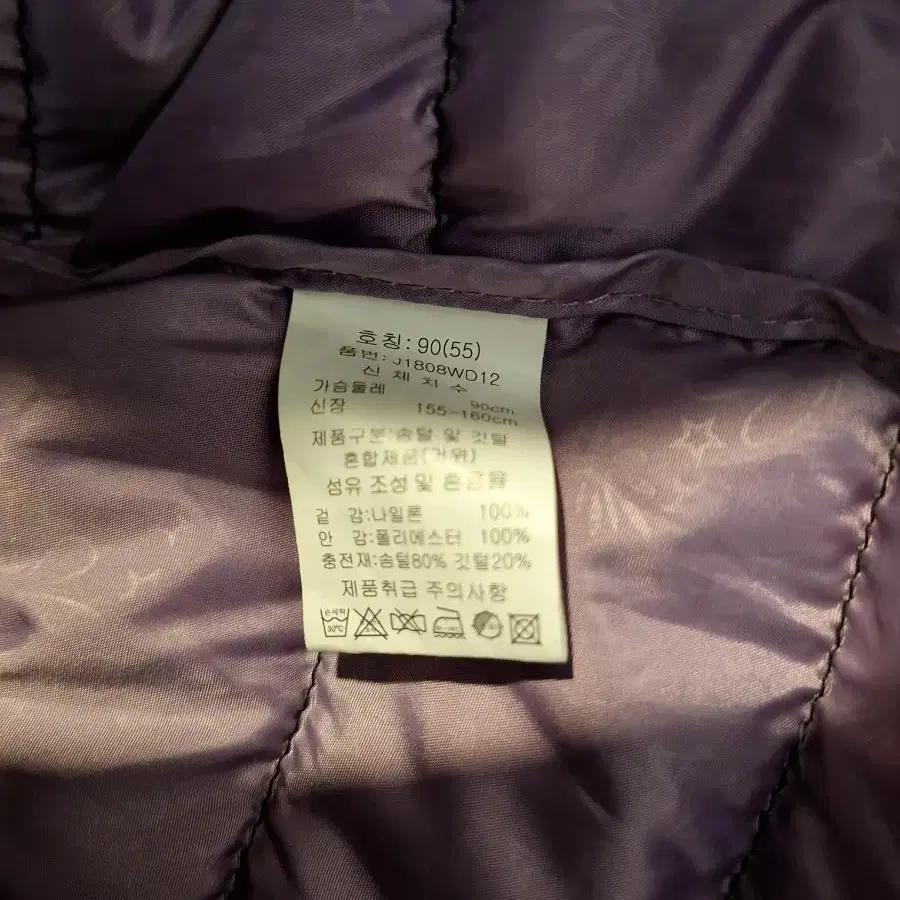 호칭: 90(55)
품번: J1808WD12
신 체 치 수
가슴둘레 90cm
신장 155-160cm
제품구분:솜털 및 깃털
혼합제품(거위)
섬유 조성 및 혼용율
겉 감:나일론 100%
안 감:폴리에스터 100%
충전재:솜털80% 깃털20%
제품취급 주의사항
손세탁
30℃